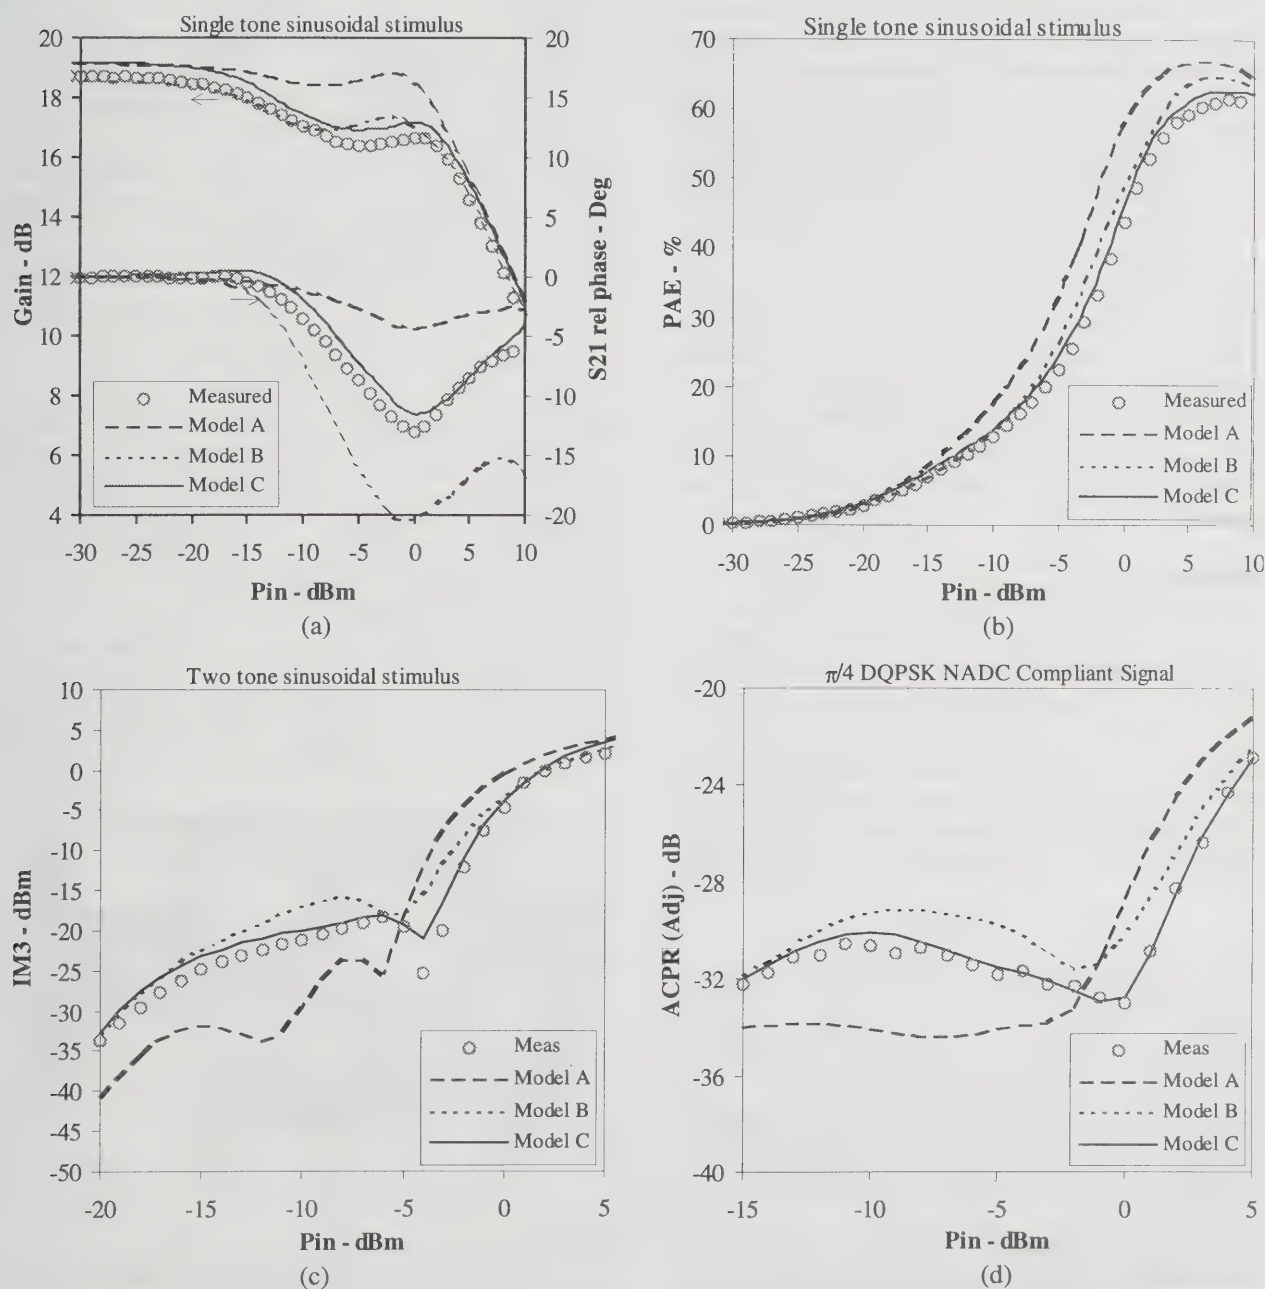 Single tone sinusoidal stimulus
20
18
16
14
12
10
8
6
4
Gain - dB
20
15
10
5
0
-5
-10
-15
-20
S21 rel phase - Deg
Measured
Model A
Model B
Model C
-30 -25 -20 -15 -10 -5 0 5 10
Pin - dBm
(a)
Single tone sinusoidal stimulus
70
60
50
40
30
20
10
0
PAE - %
Measured
Model A
Model B
Model C
-30 -25 -20 -15 -10 -5 0 5 10
Pin - dBm
(b)
Two tone sinusoidal stimulus
10
5
0
-5
-10
-15
-20
-25
-30
-35
-40
-45
-50
IM3 - dBm
Meas
Model A
Model B
Model C
-20 -15 -10 -5 0 5
Pin - dBm
(c)
π/4 DQPSK NADC Compliant Signal
-20
-24
-28
-32
-36
-40
ACPR (Adj) - dB
Meas
Model A
Model B
Model C
-15 -10 -5 0 5
Pin - dBm
(d)